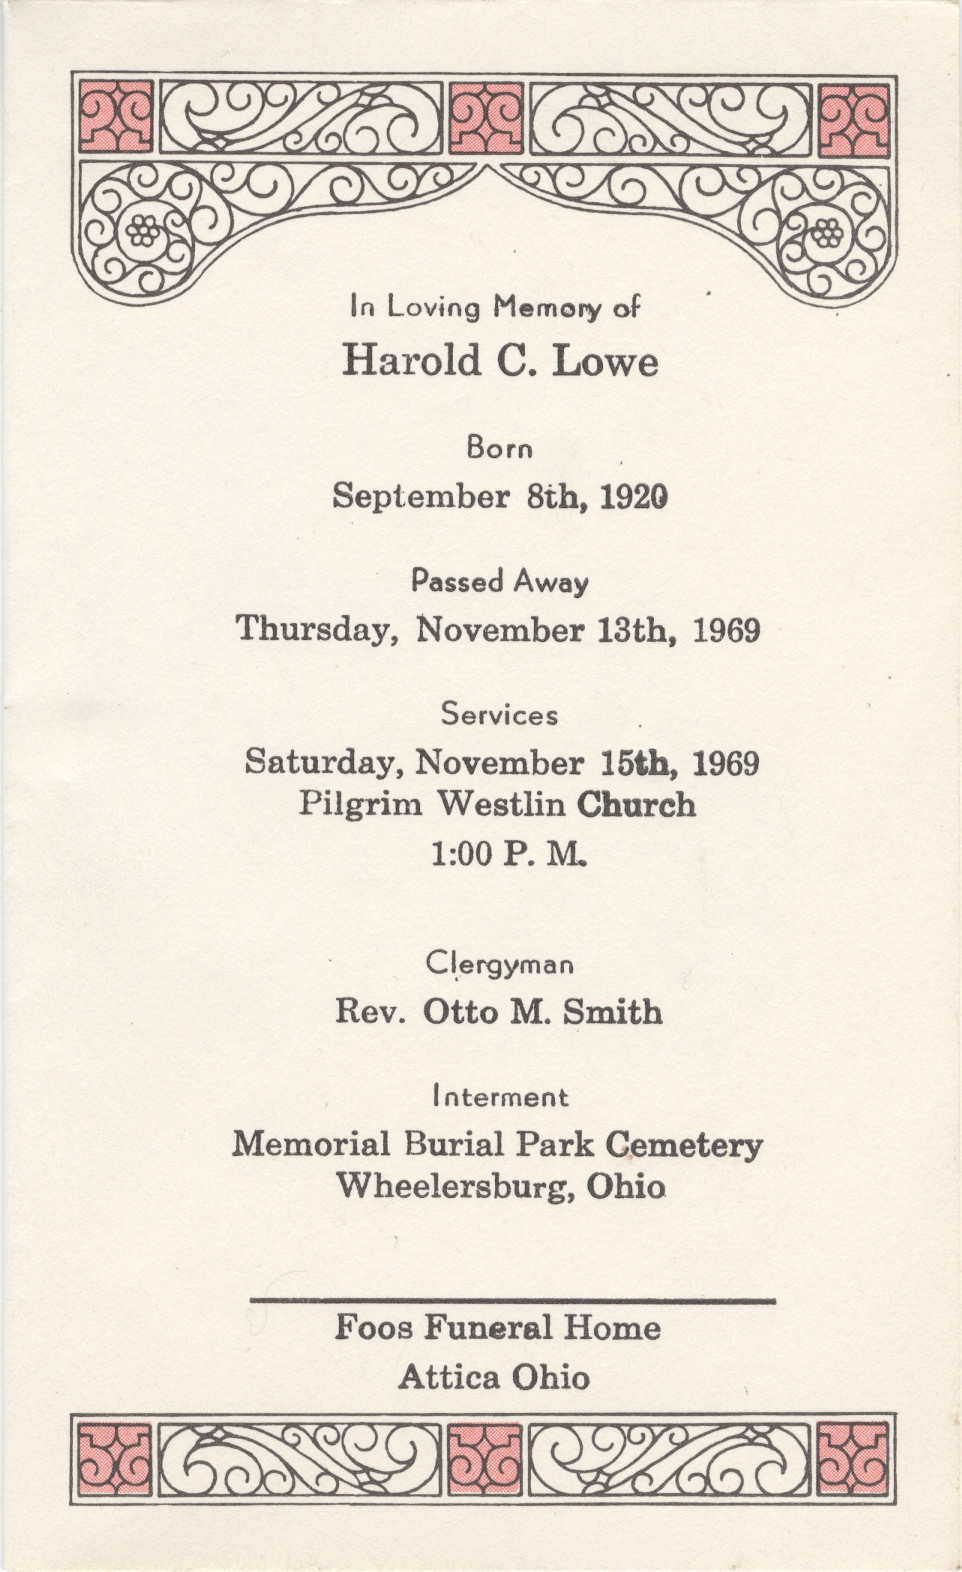 In Loving Memory of
Harold C. Lowe
Born
September 8th, 1920
Passed Away
Thursday, November 13th, 1969
Services
Saturday, November 15th, 1969
Pilgrim Westlin Church
1:00 P. M.
Clergyman
Rev. Otto M. Smith
Interment
Memorial Burial Park Cemetery
Wheelersburg, Ohio
Foos Funeral Home
Attica Ohio